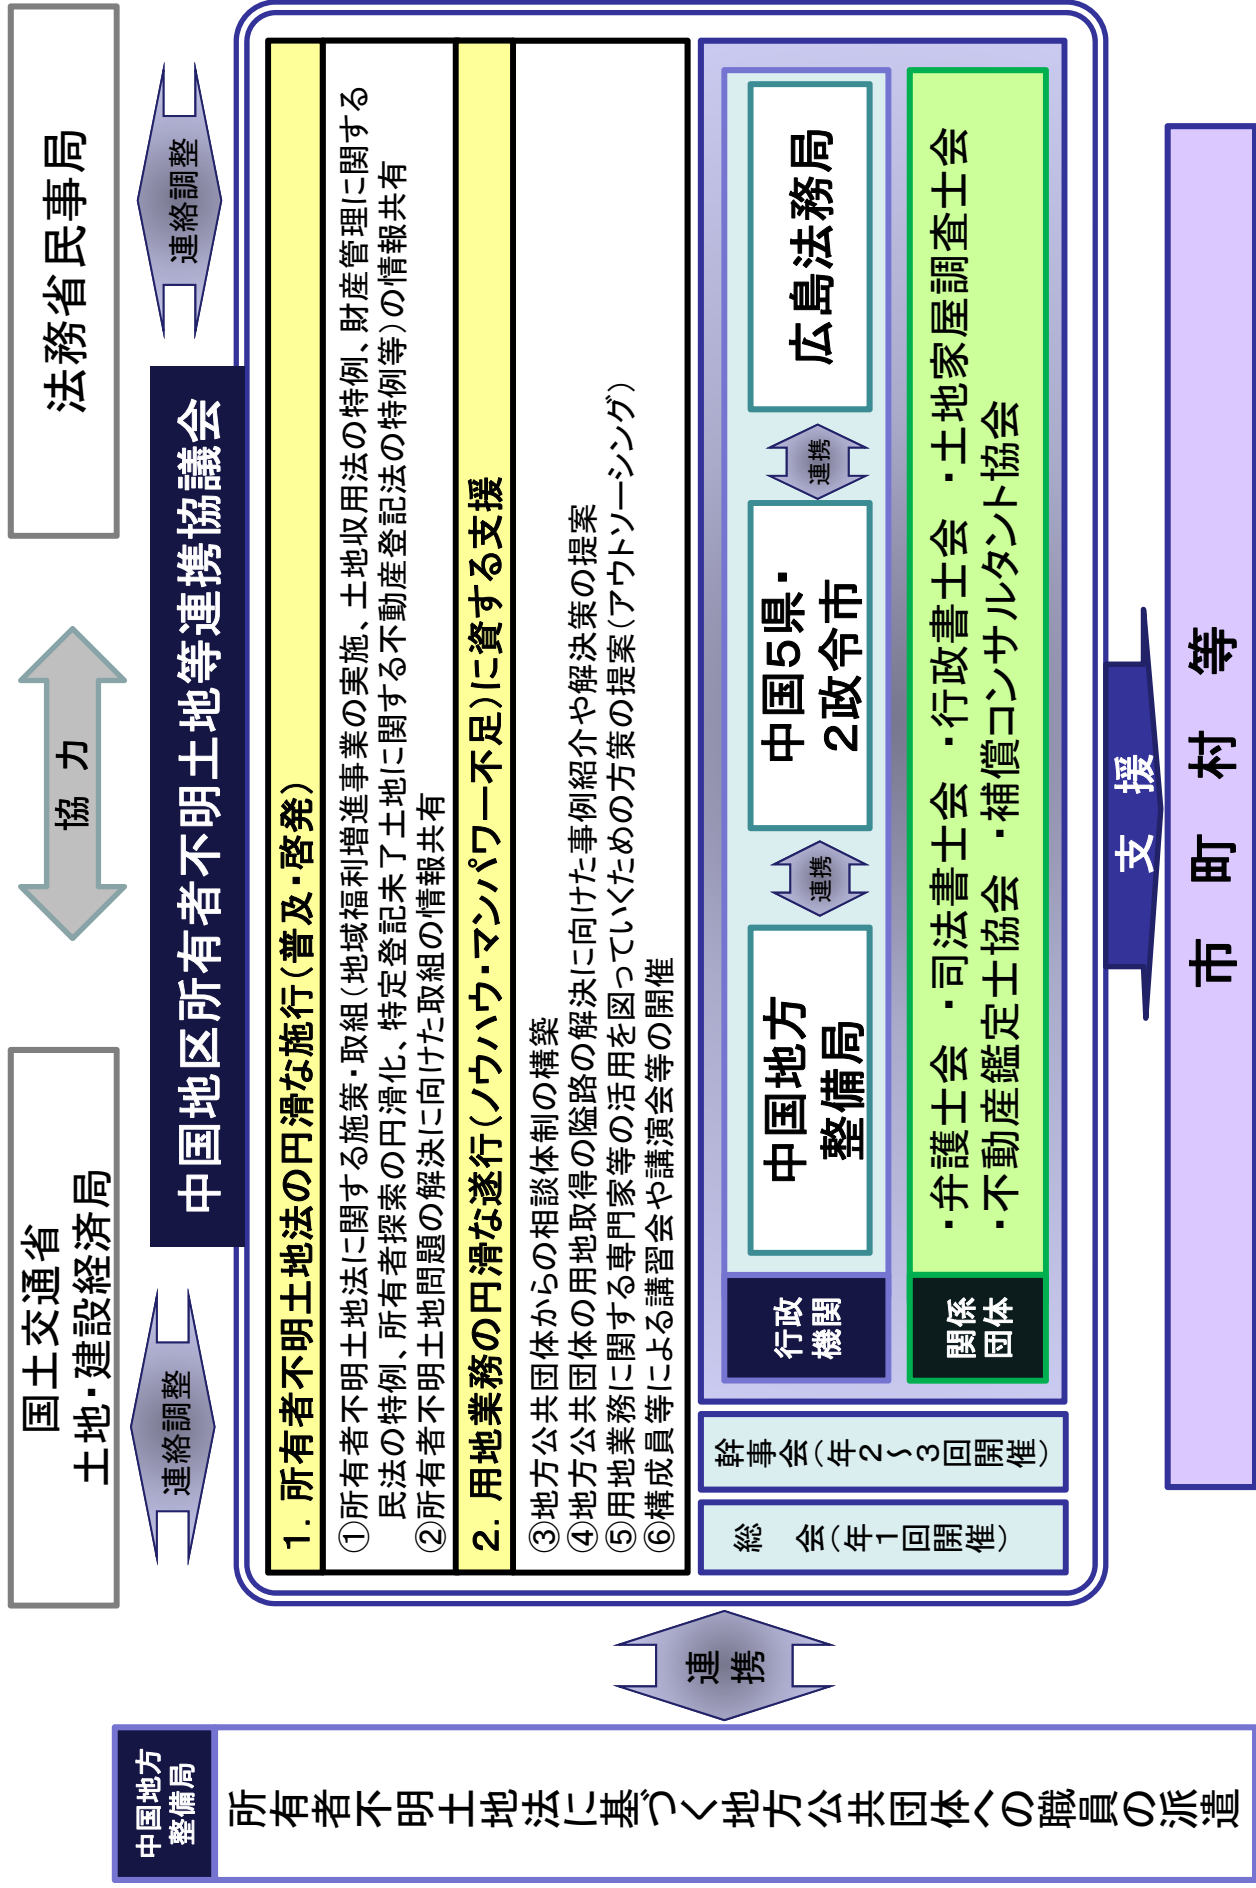 国土交通省
土地・建設経済局
協　力
法務省民事局
連絡調整
連絡調整
中国地区所有者不明土地等連携協議会
１．所有者不明土地法の円滑な施行（普及・啓発）
①所有者不明土地法に関する施策・取組（地域福利増進事業の実施、土地収用法の特例、財産管理に関する
民法の特例、所有者探索の円滑化、特定登記未了土地に関する不動産登記法の特例等）の情報共有
②所有者不明土地問題の解決に向けた取組の情報共有
２．用地業務の円滑な遂行（ノウハウ・マンパワー不足）に資する支援
③地方公共団体からの相談体制の構築
④地方公共団体の用地取得の隘路の解決に向けた事例紹介や解決策の提案
⑤用地業務に関する専門家等の活用を図っていくための方策の提案（アウトソーシング）
⑥構成員等による講習会や講演会等の開催
総　会（年１回開催）
幹事会（年２～３回開催）
行政
機関
中国地方
整備局
連携
中国５県・
２政令市
連携
広島法務局
関係
団体
・弁護士会　・司法書士会　・行政書士会　・土地家屋調査士会
・不動産鑑定士協会　・補償コンサルタント協会
連
携
中国地方
整備局
所有者不明土地法に基づく地方公共団体への職員の派遣
支　援
市　町　村　等